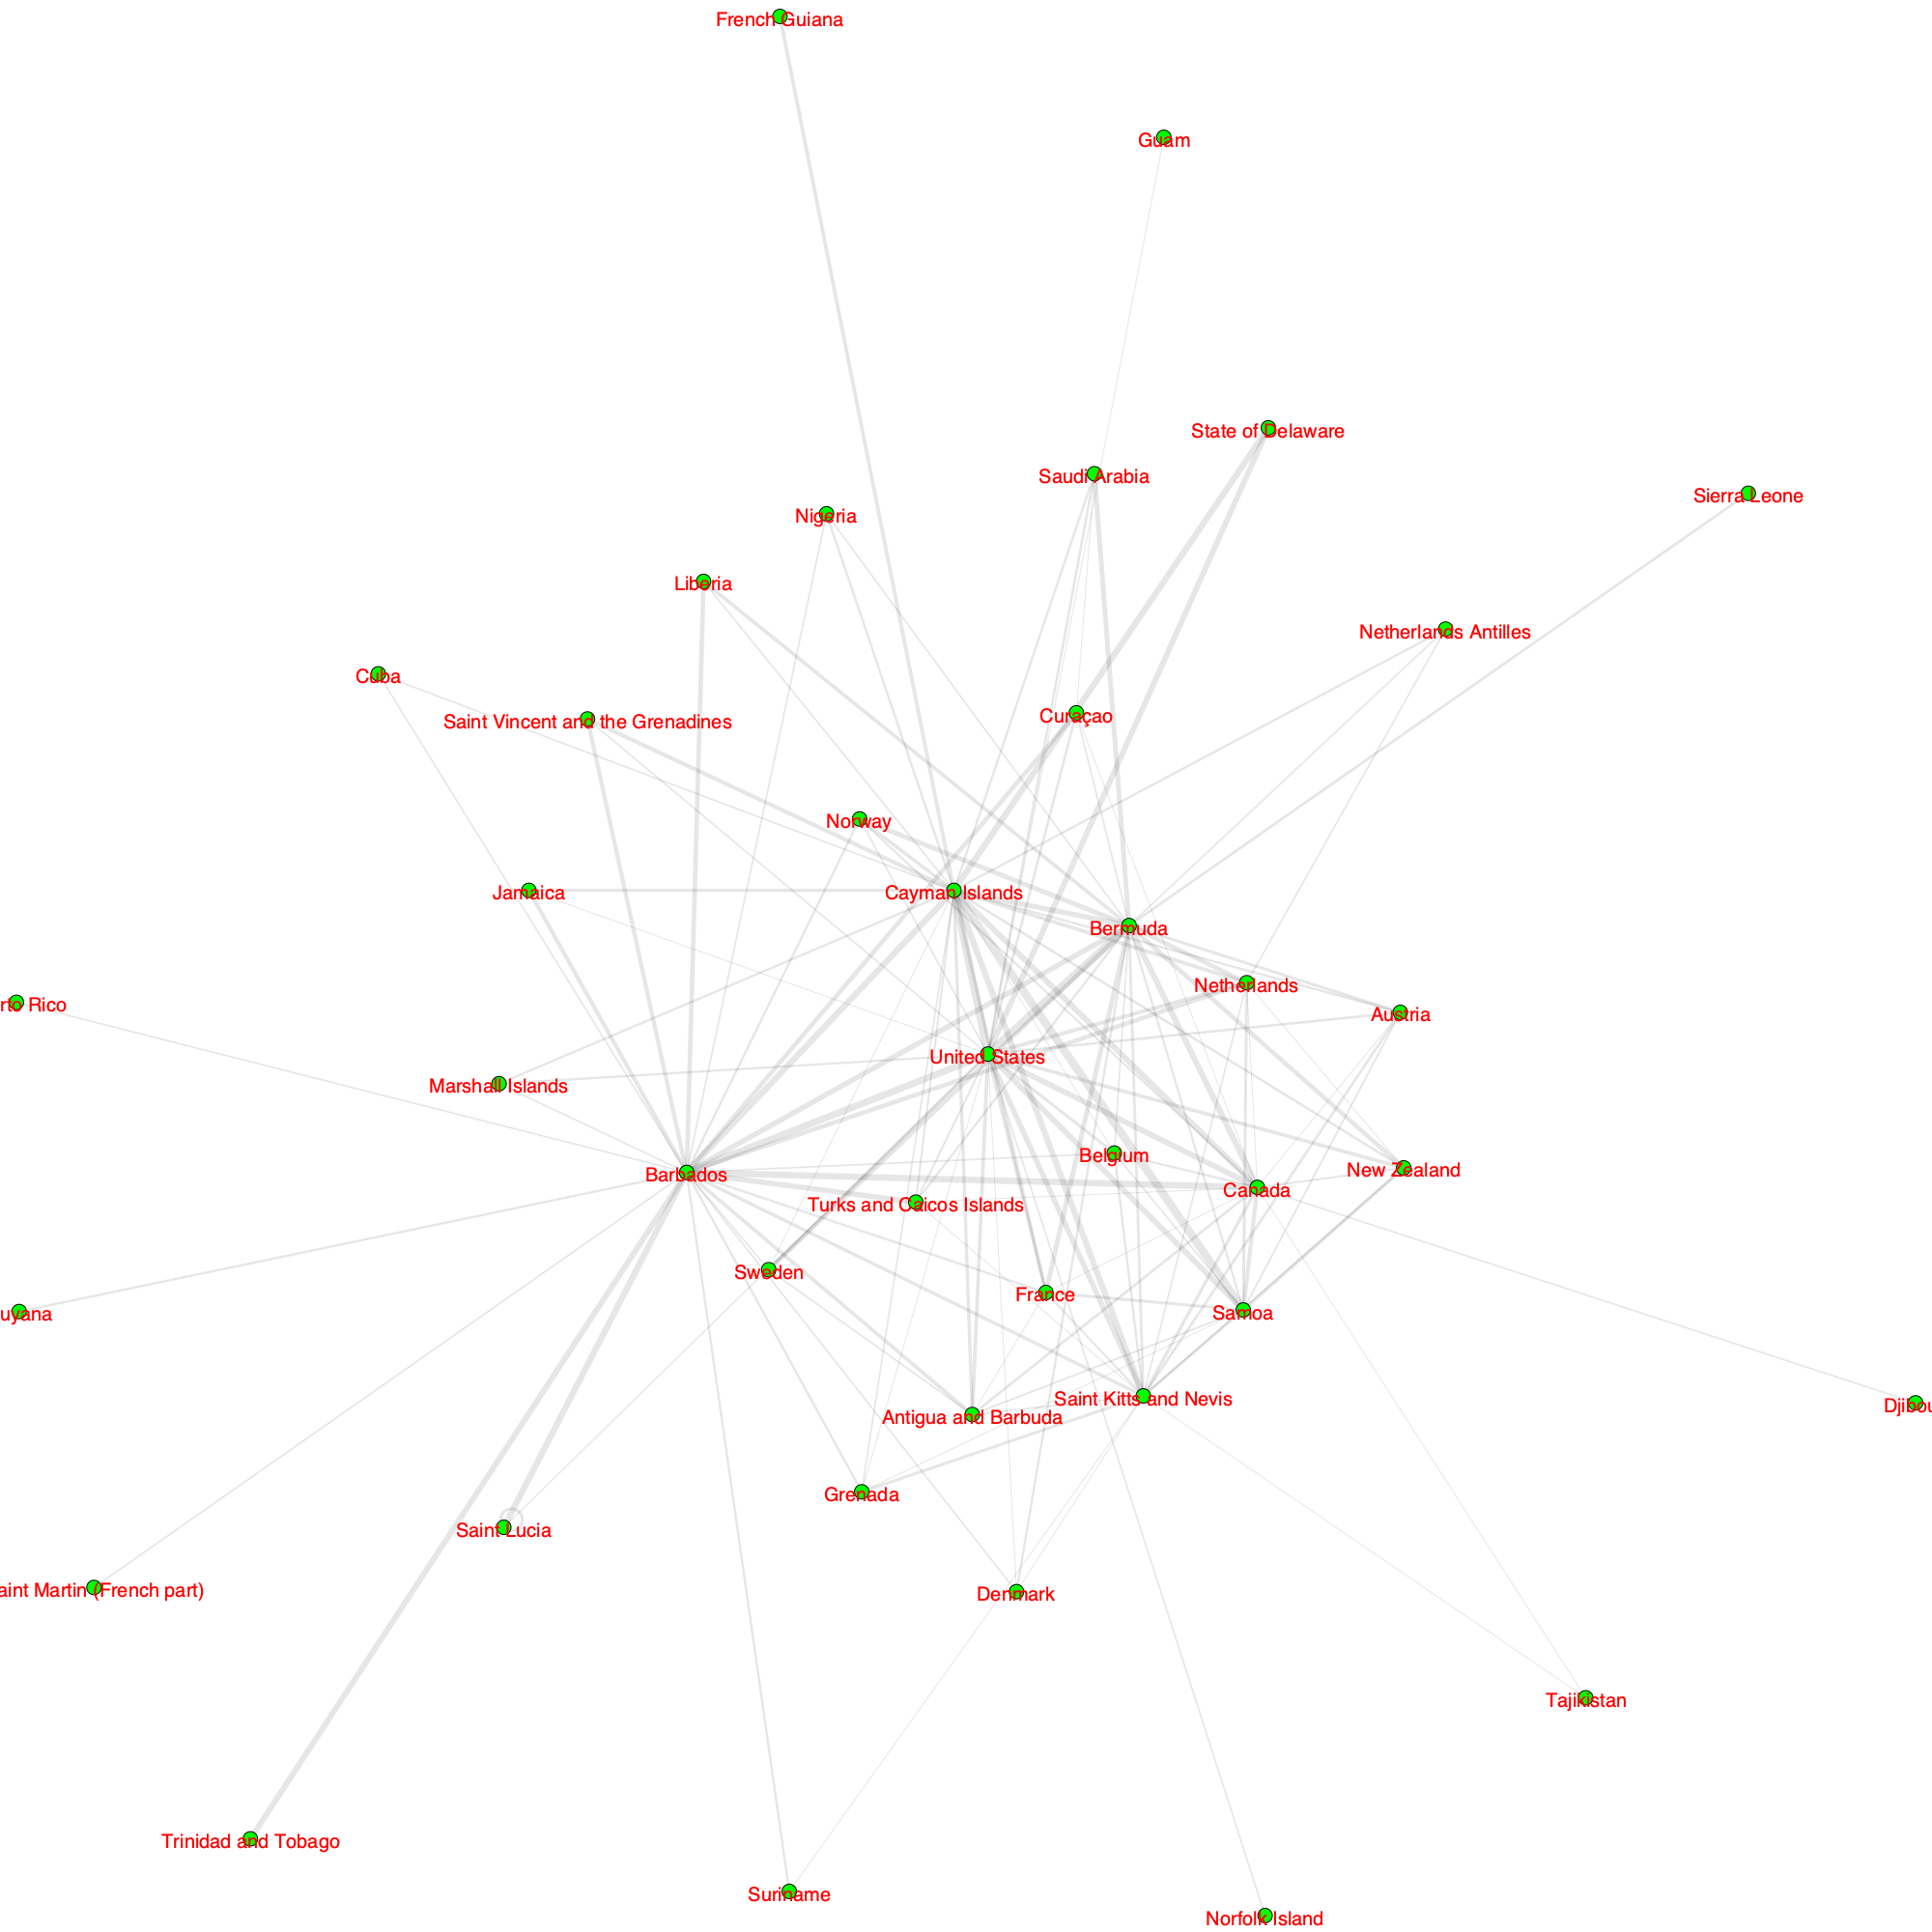 French Guiana
Guam
State of Delaware
Saudi Arabia
Sierra Leone
Nigeria
Liberia
Netherlands Antilles
Cuba
Saint Vincent and the Grenadines
Curaçao
Norway
Jamaica
Cayman Islands
Bermuda
Netherlands
rto Rico
Austria
United States
Marshall Islands
Belgium
New Zealand
Barbados
Canada
Turks and Caicos Islands
Sweden
France
uyana
Samoa
Saint Kitts and Nevis
Djibou
Antigua and Barbuda
Grenada
Saint Lucia
aint Martin (French part)
Denmark
Tajikistan
Trinidad and Tobago
Suriname
Norfolk Island